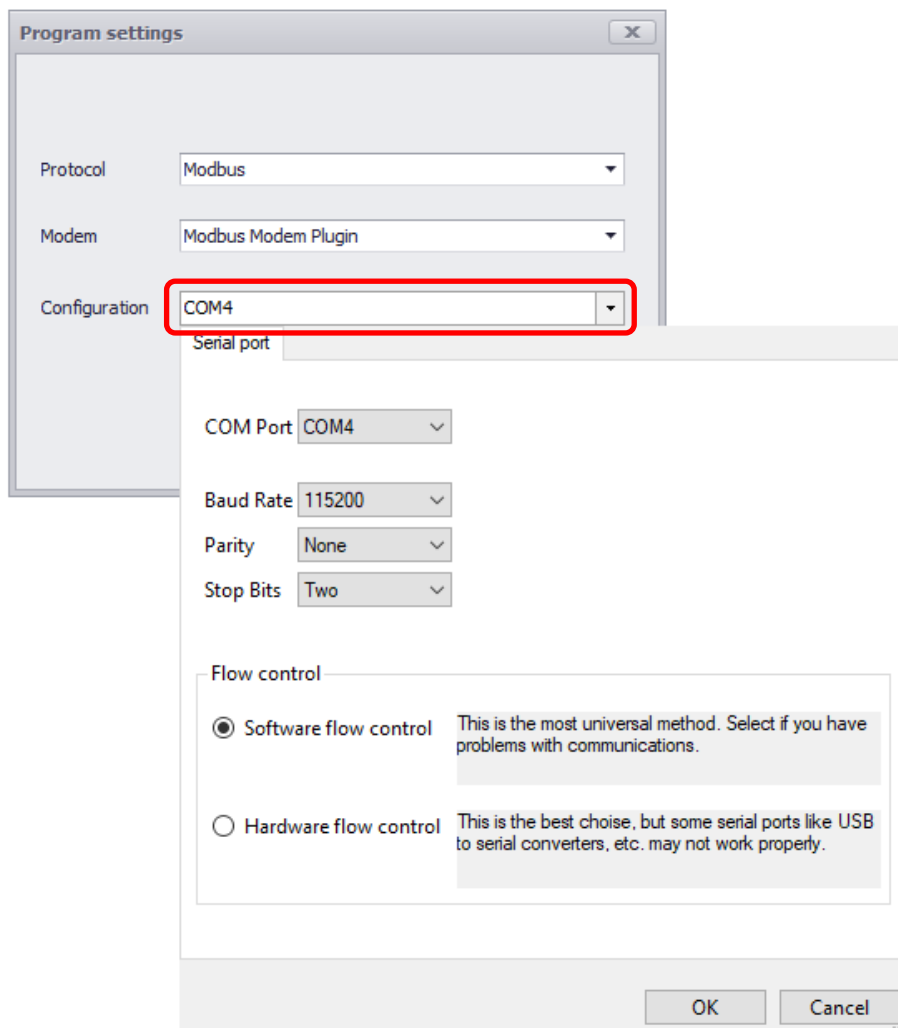 Program settings
Protocol Modbus
Modem Modbus Modem Plugin
Configuration COM4
Serial port
COM Port COM4
Baud Rate 115200
Parity None
Stop Bits Two
Flow control
Software flow control
This is the most universal method. Select if you have
problems with communications.
Hardware flow control
This is the best choise, but some serial ports like USB
to serial converters, etc. may not work properly.
OK Cancel